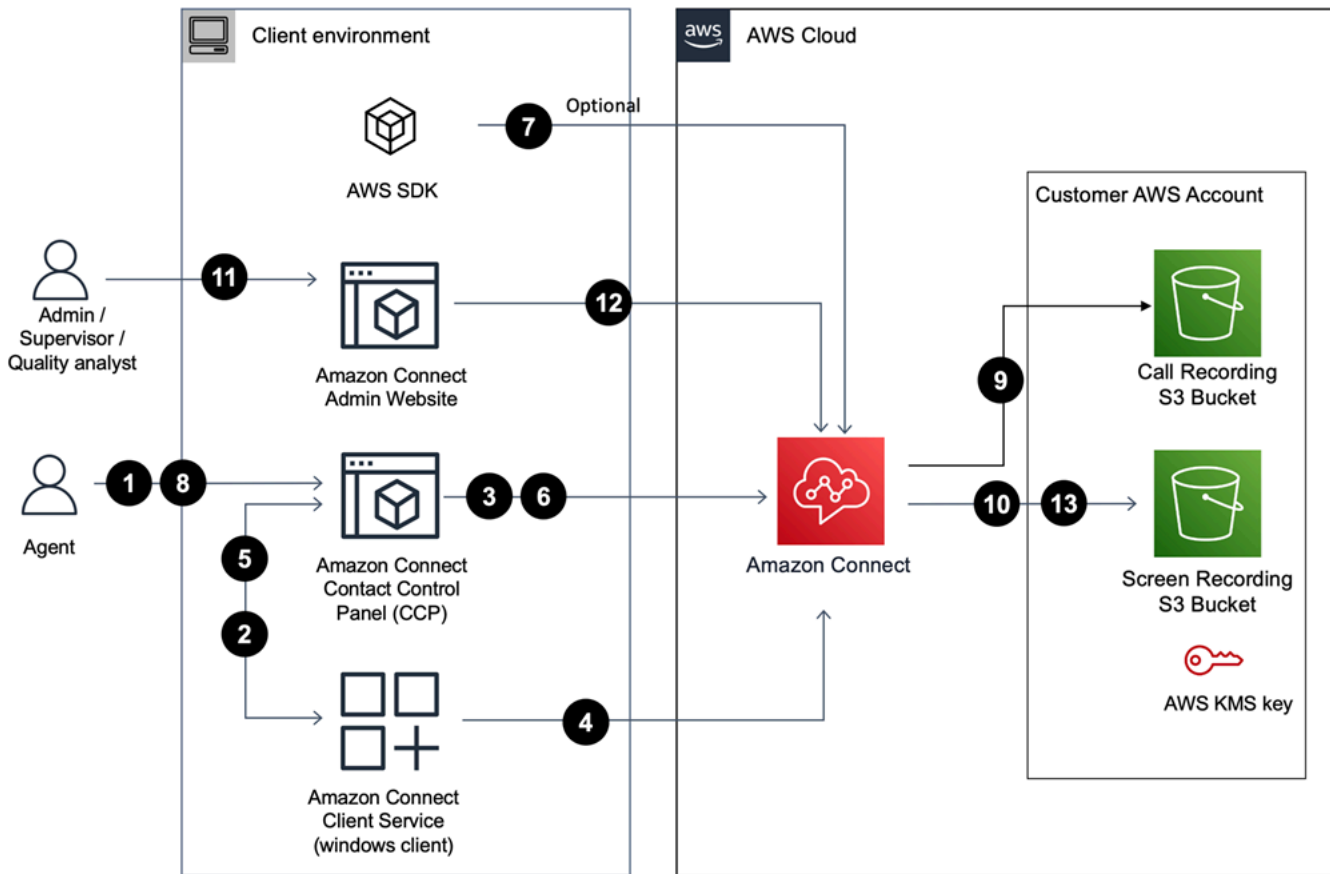 Client environment
aws
AWS Cloud
Optional
7
AWS SDK
Customer AWS Account
11
Admin /
Supervisor /
Quality analyst
12
Amazon Connect
Admin Website
9
Call Recording
S3 Bucket
1
8
Agent
3
6
Amazon Connect
Contact Control
Panel (CCP)
5
2
Amazon Connect
10
13
Screen Recording
S3 Bucket
AWS KMS key
4
Amazon Connect
Client Service
(windows client)